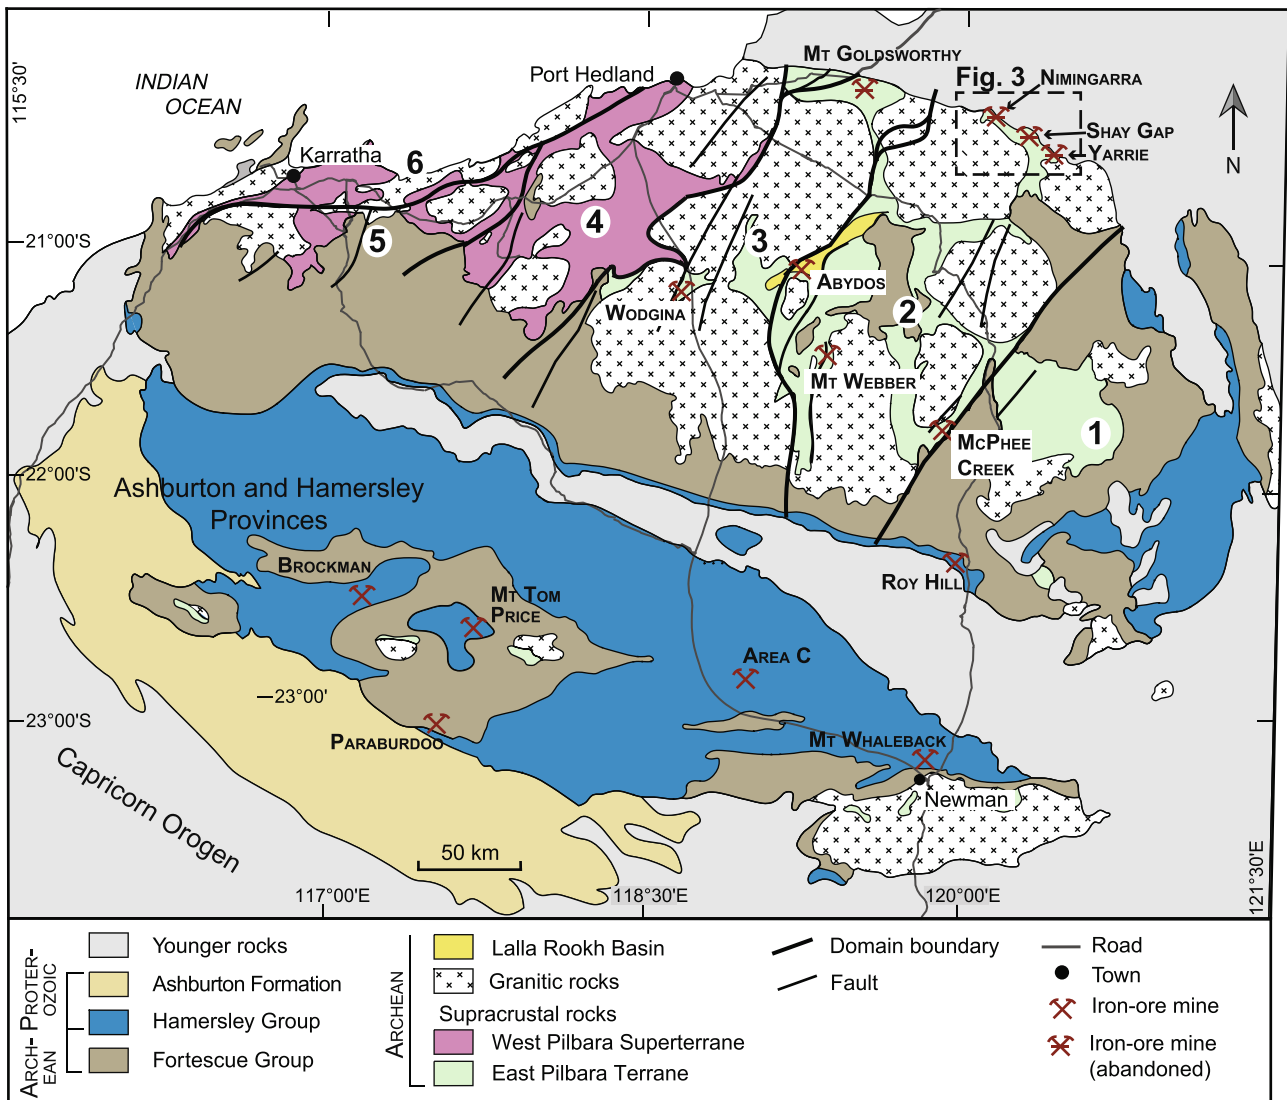 115°30'
INDIAN
OCEAN
Port Hedland
MT GOLDSWORTHY
Fig. 3
NIMINGARRA
SHAY GAP
YARRIE
N
Karratha
6
4
5
3
21°00'S
ABYDOS
WODGINA
2
MT WEBBER
1
MCPHEE
CREEK
22°00'S
Ashburton and Hamersley
Provinces
BROCKMAN
MT TOM
PRICE
ROY HILL
AREA C
23°00'
23°00'S
PARABURDOO
MT WHALEBACK
Newman
Capricorn Orogen
50 km
117°00'E
118°30'E
120°00'E
121°30'E
ARCH-
EAN
PROTER-
OZOIC
Younger rocks
Ashburton Formation
Hamersley Group
Fortescue Group
ARCHEAN
Lalla Rookh Basin
Granitic rocks
Supracrustal rocks
West Pilbara Superterrane
East Pilbara Terrane
Domain boundary
Fault
Road
Town
Iron-ore mine
Iron-ore mine
(abandoned)